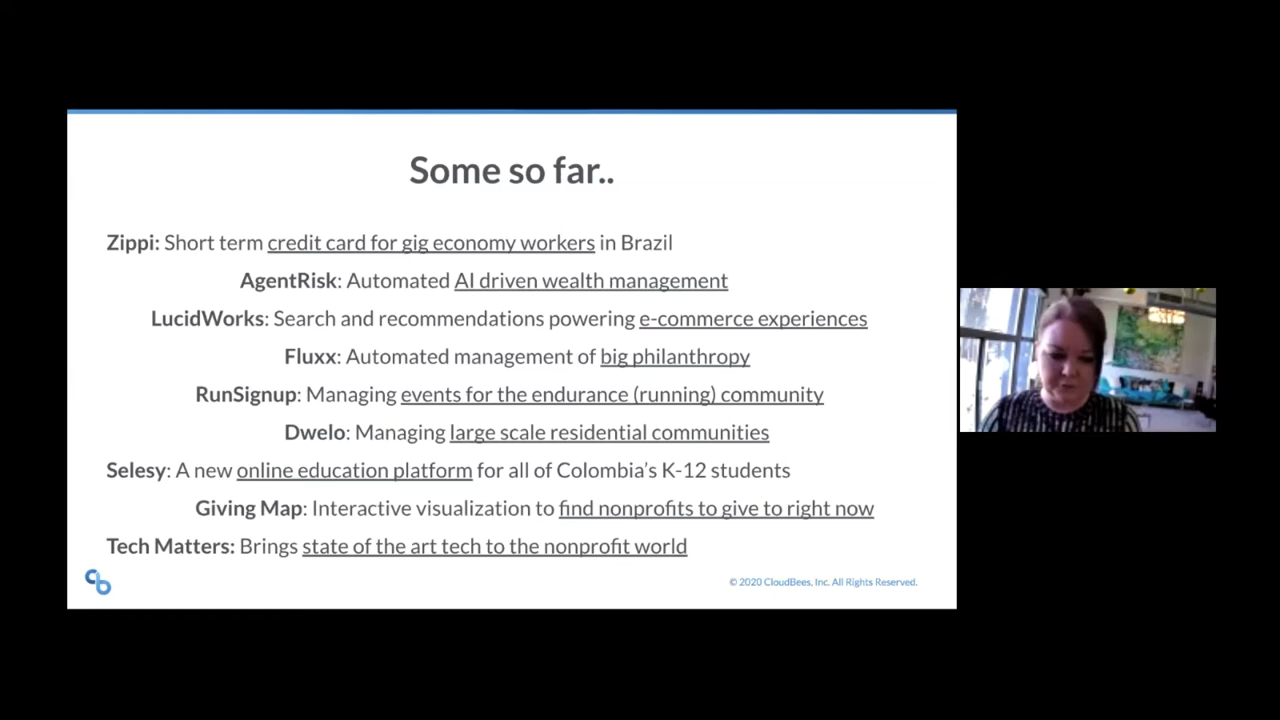 Some so far..
Zippi: Short term credit card for gig economy workers in Brazil
AgentRisk: Automated AI driven wealth management
LucidWorks: Search and recommendations powering e-commerce experiences
Fluxx: Automated management of big philanthropy
RunSignup: Managing events for the endurance (running) community
Dwelo: Managing large scale residential communities
Selesy: A new online education platform for all of Colombia's K-12 students
Giving Map: Interactive visualization to find nonprofits to give to right now
Tech Matters: Brings state of the art tech to the nonprofit world
© 2020 CloudBees, Inc. All Rights Reserved.